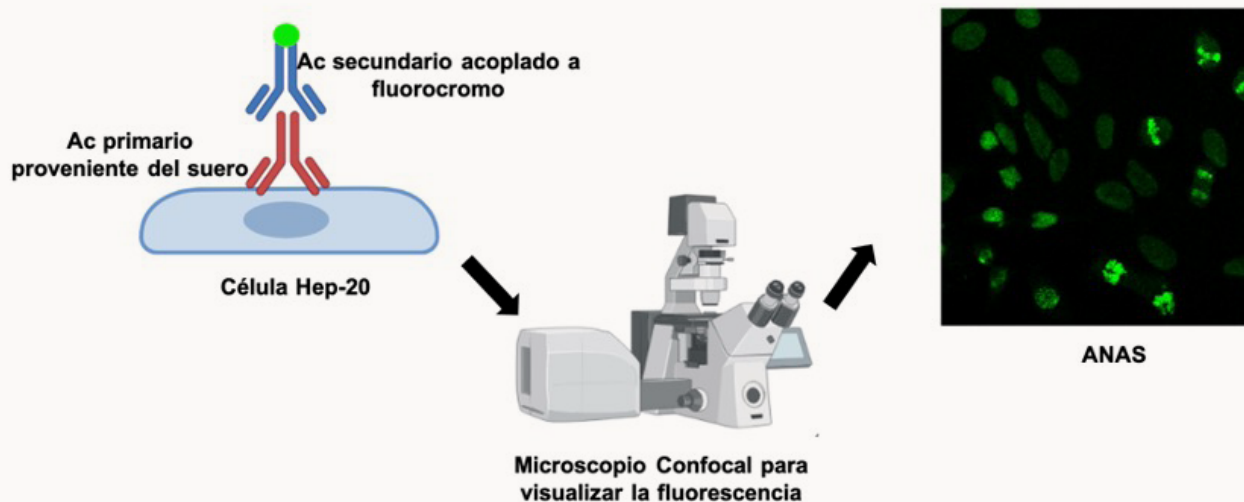 Ac secundario acoplado a
fluorocromo
Ac primario
proveniente del suero
Célula Hep-20
Microscopio Confocal para
visualizar la fluorescencia
ANAS